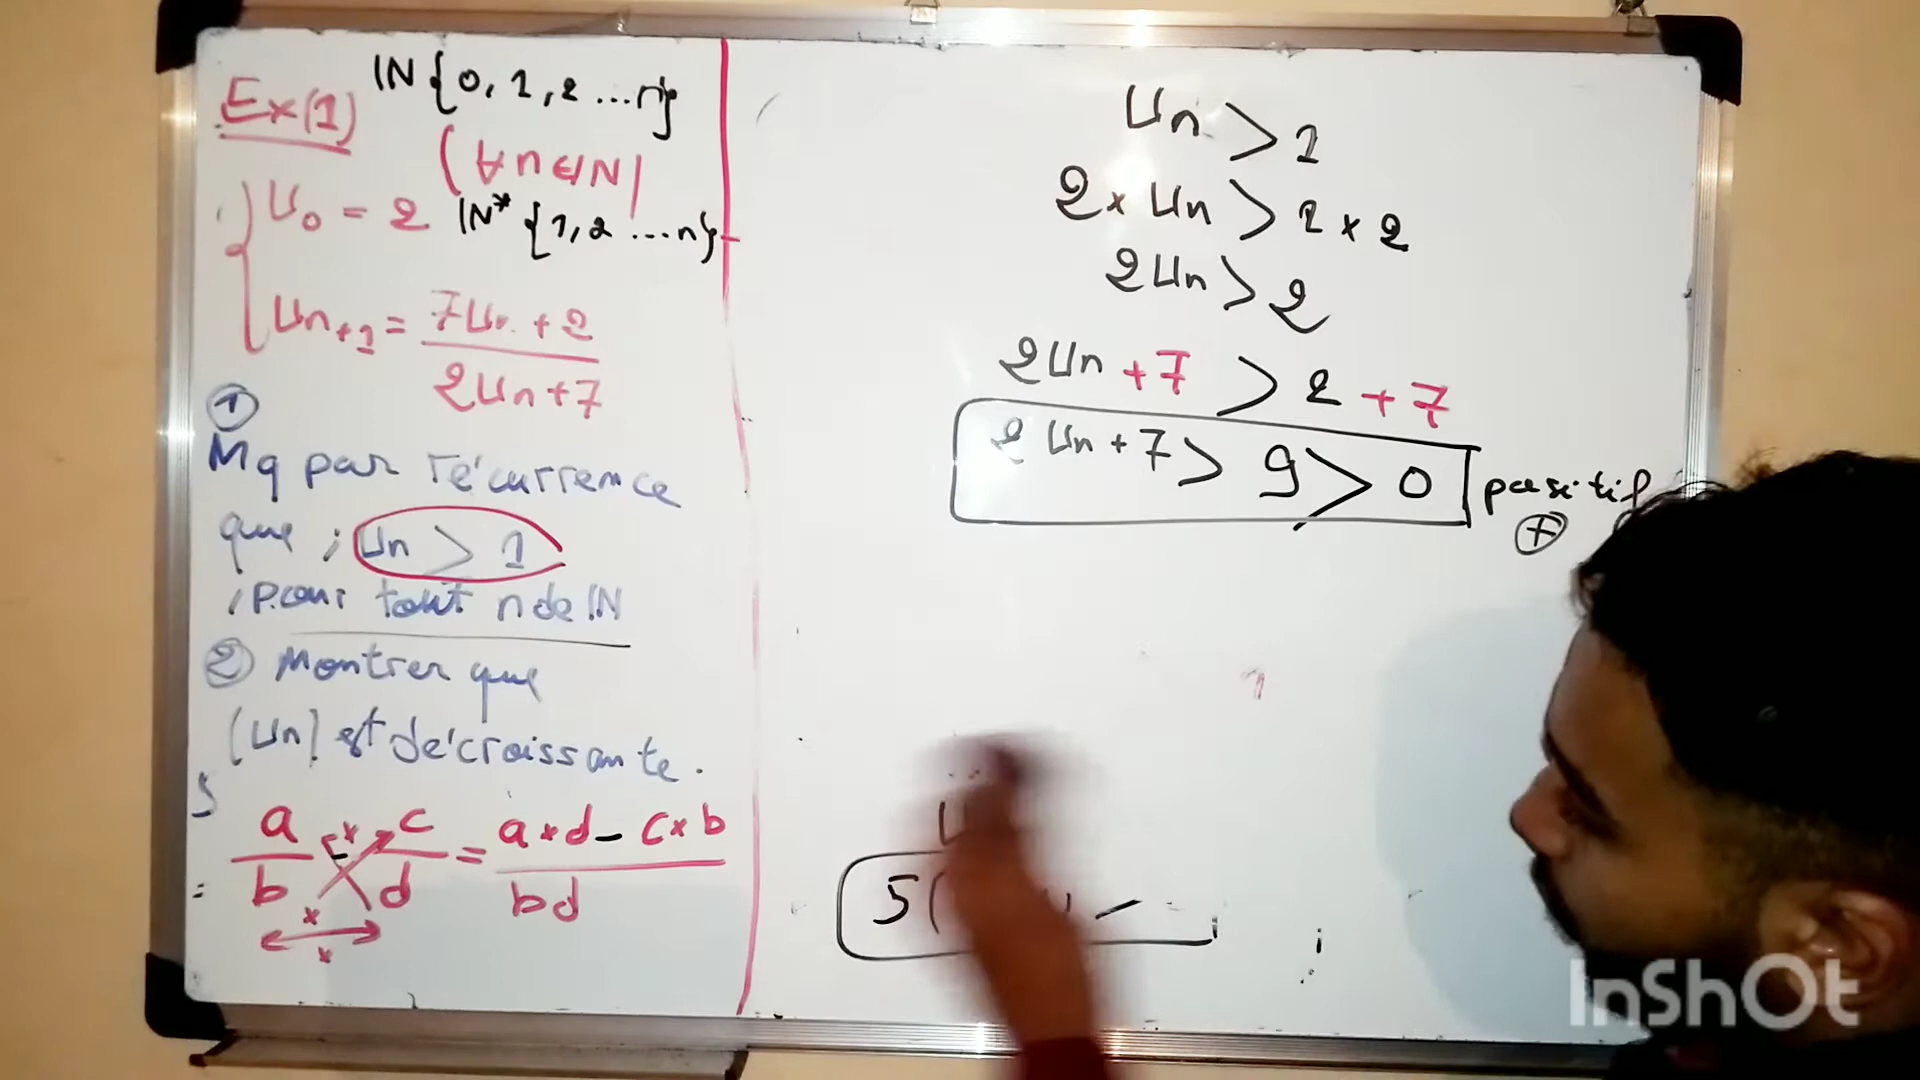 Ex(1)
IN{0, 1, 2 ...n}
(∀n∈IN)
U₀ = 2
IN* {1, 2 ...n}
Uₙ₊₁ = (7Uₙ + 2)/(2Uₙ + 7)
①
Mq par récurrence
que ; Uₙ > 1
; pour tout n de IN
② Montrer que
(Uₙ) est décroissante.
a/b - c/d = (a×d - c×b)/bd
Uₙ > 1
2 × Uₙ > 1 × 2
2Uₙ > 2
2Uₙ + 7 > 2 + 7
2Uₙ + 7 > 9 > 0 positif
+
5(
InShOt